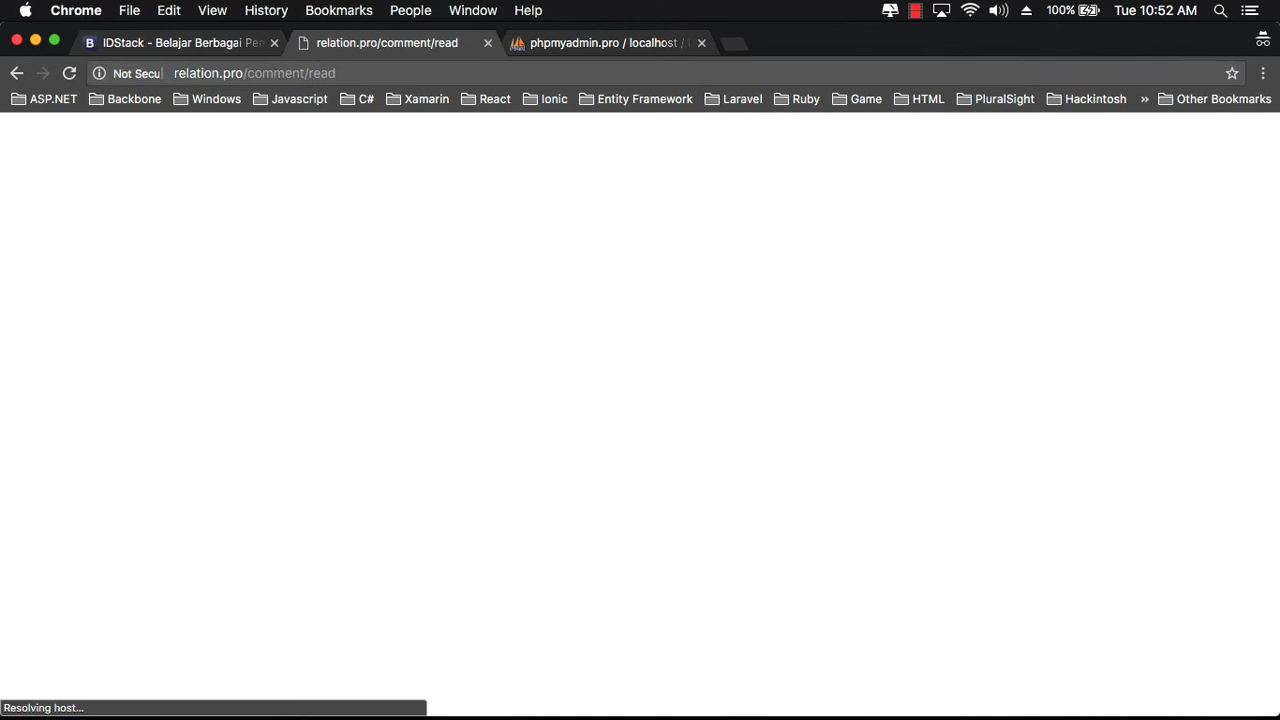 Chrome File Edit View History Bookmarks People Window Help 100% Tue 10:52 AM
B IDStack - Belajar Berbagai Pem relation.pro/comment/read phpmyadmin.pro / localhost /
Not Secu relation.pro/comment/read
ASP.NET Backbone Windows Javascript C# Xamarin React Ionic Entity Framework Laravel Ruby Game HTML PluralSight Hackintosh » Other Bookmarks
Resolving host...